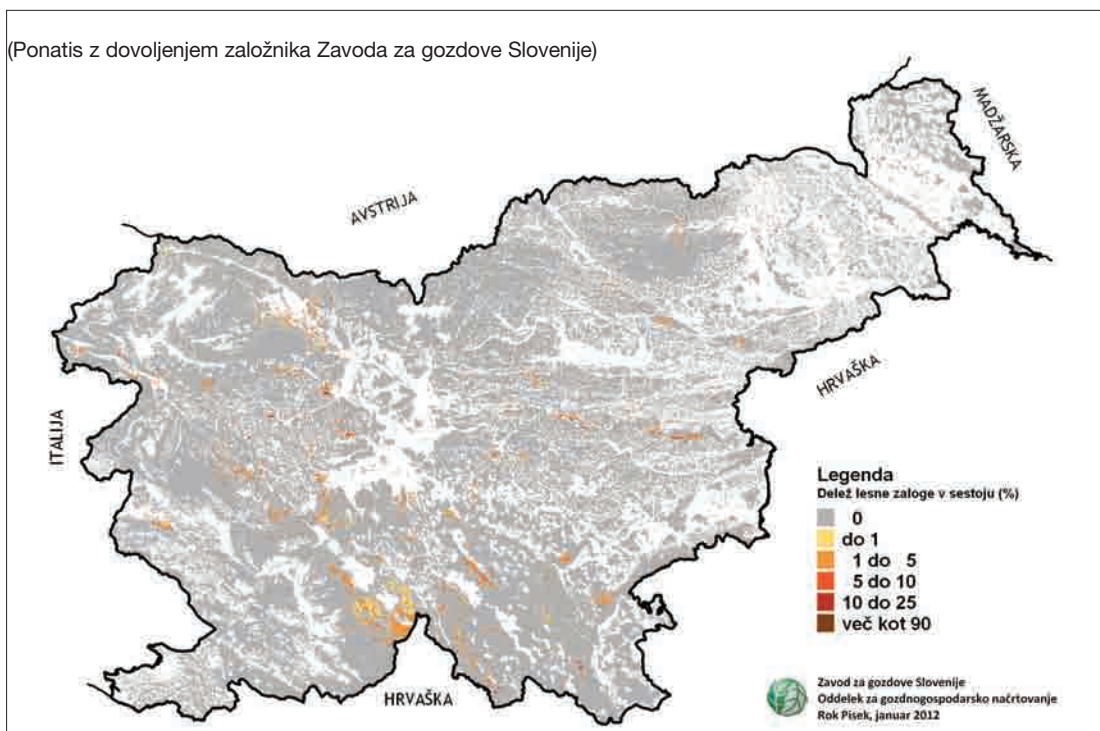 (Ponatis z dovoljenjem založnika Zavoda za gozdove Slovenije)
MADŽARSKA
AVSTRIJA
HRVAŠKA
ITALIJA
Legenda
Delež lesne zaloge v sestoju (%)
0
do 1
1 do 5
5 do 10
10 do 25
več kot 90
HRVAŠKA
Zavod za gozdove Slovenije
Oddelek za gozdnogospodarsko načrtovanje
Rok Pisek, januar 2012